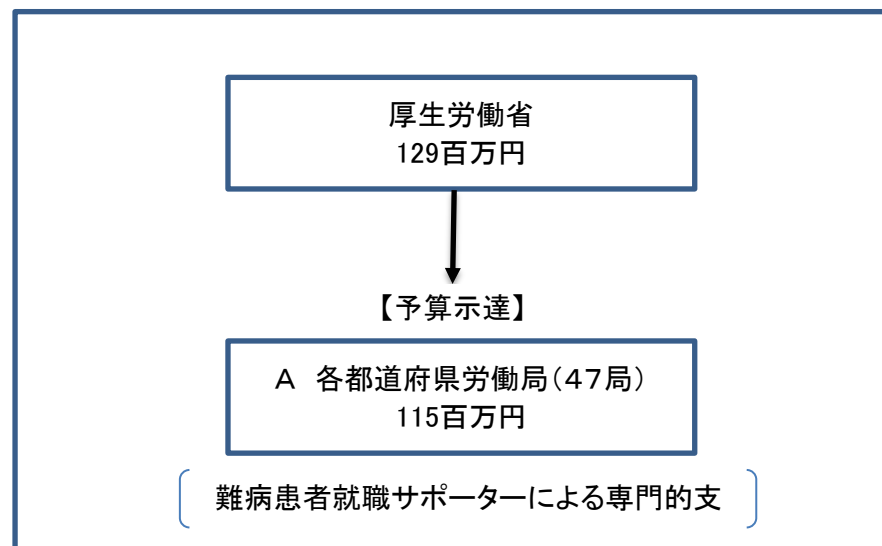 厚生労働省
129百万円
【予算示達】
Ａ　各都道府県労働局（４７局）
115百万円
難病患者就職サポーターによる専門的支